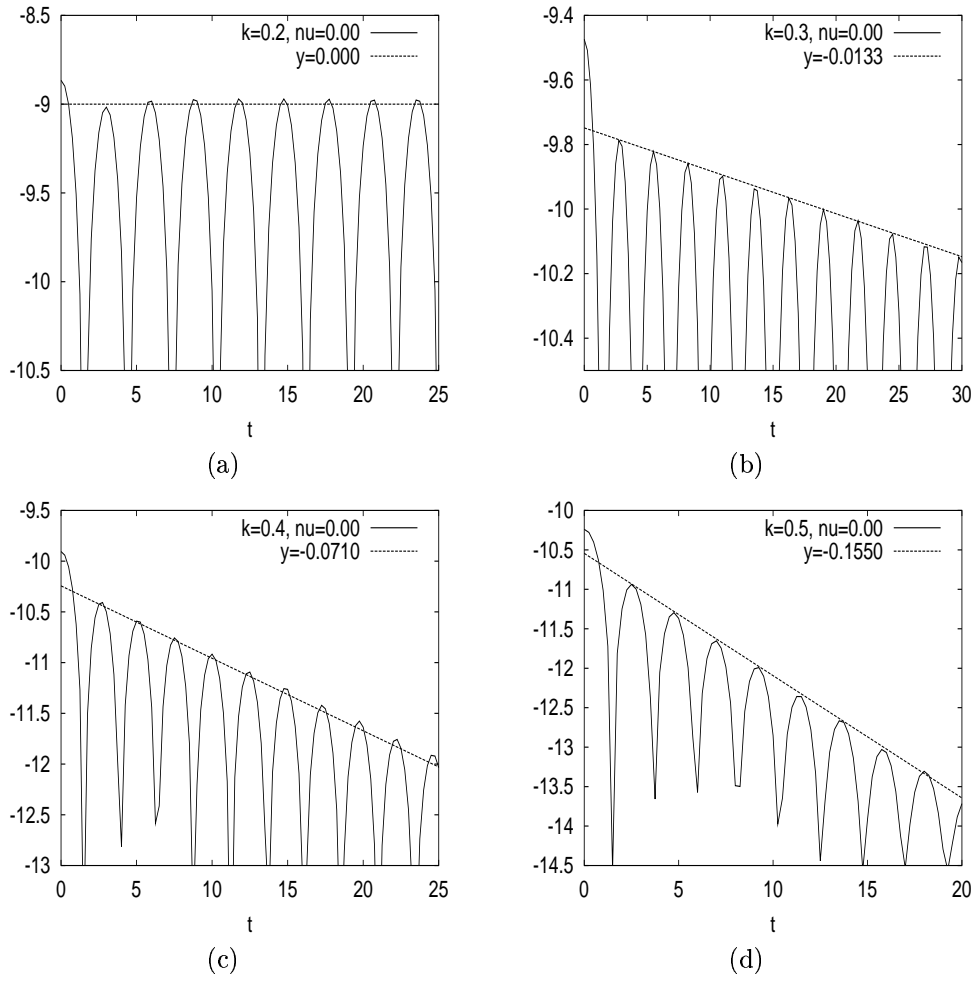 k=0.2, nu=0.00
y=0.000
-8.5
-9
-9.5
-10
-10.5
0 5 10 15 20 25
t
(a)
k=0.3, nu=0.00
y=-0.0133
-9.4
-9.6
-9.8
-10
-10.2
-10.4
0 5 10 15 20 25 30
t
(b)
k=0.4, nu=0.00
y=-0.0710
-9.5
-10
-10.5
-11
-11.5
-12
-12.5
-13
0 5 10 15 20 25
t
(c)
k=0.5, nu=0.00
y=-0.1550
-10
-10.5
-11
-11.5
-12
-12.5
-13
-13.5
-14
-14.5
0 5 10 15 20
t
(d)